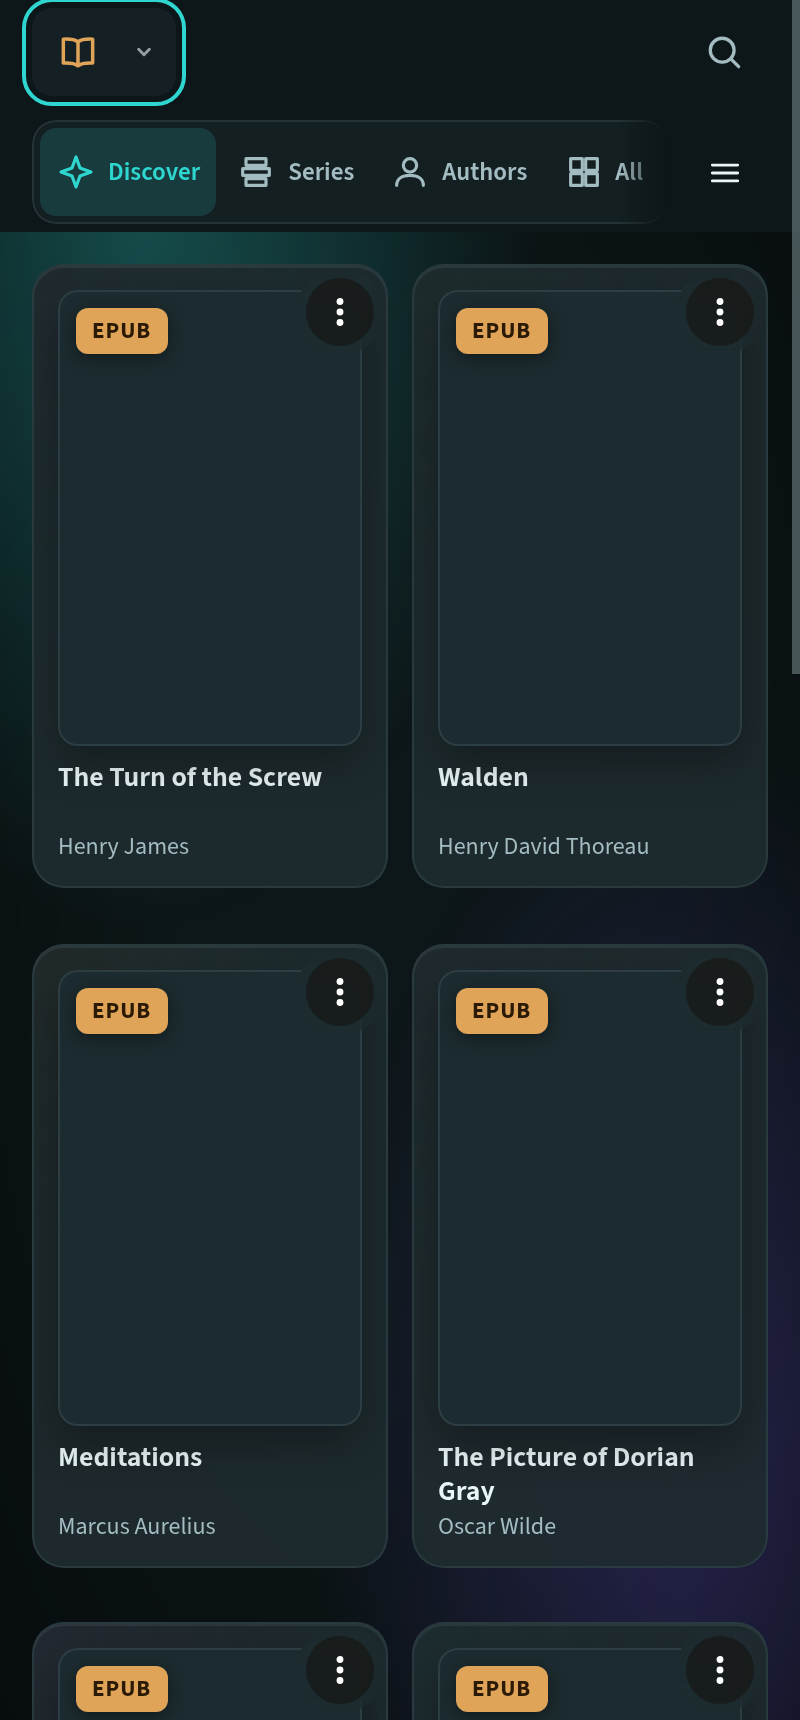 Discover
Series
Authors
All
EPUB
EPUB
The Turn of the Screw
Henry James
Walden
Henry David Thoreau
EPUB
EPUB
Meditations
Marcus Aurelius
The Picture of Dorian
Gray
Oscar Wilde
EPUB
EPUB